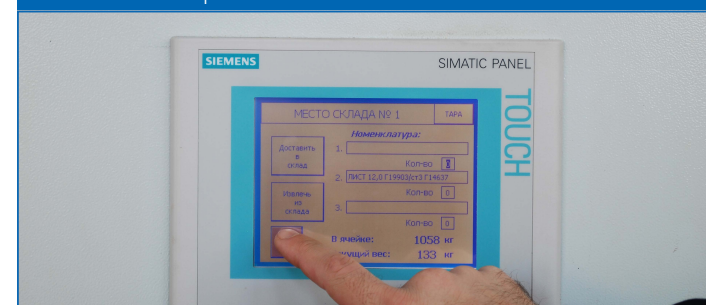 SIEMENS
SIMATIC PANEL
TOUCH
МЕСТО СКЛАДА № 1
ТАРА
Номенклатура:
Доставить
в
склад
1.
Кол-во
2. ЛИСТ 12,0 Г19903/ст3 Г14637
Кол-во 0
Извлечь
из
склада
3.
Кол-во 0
В ячейке: 1058 кг
вес: 133 кг